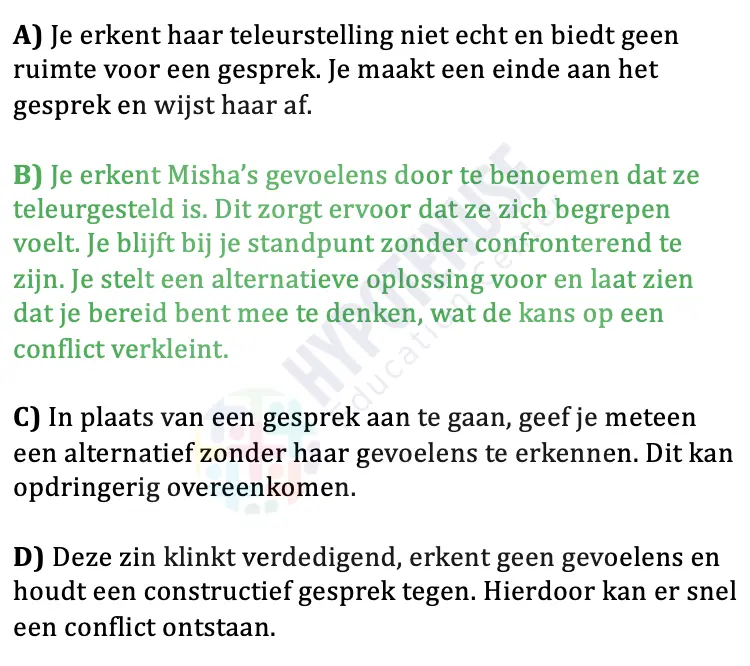 A) Je erkent haar teleurstelling niet echt en biedt geen
ruimte voor een gesprek. Je maakt een einde aan het
gesprek en wijst haar af.
B) Je erkent Misha’s gevoelens door te benoemen dat ze
teleurgesteld is. Dit zorgt ervoor dat ze zich begrepen
voelt. Je blijft bij je standpunt zonder confronterend te
zijn. Je stelt een alternatieve oplossing voor en laat zien
dat je bereid bent mee te denken, wat de kans op een
conflict verkleint.
C) In plaats van een gesprek aan te gaan, geef je meteen
een alternatief zonder haar gevoelens te erkennen. Dit kan
opdringerig overeenkomen.
D) Deze zin klinkt verdedigend, erkent geen gevoelens en
houdt een constructief gesprek tegen. Hierdoor kan er snel
een conflict ontstaan.
HYPOTENUSE
Education Center